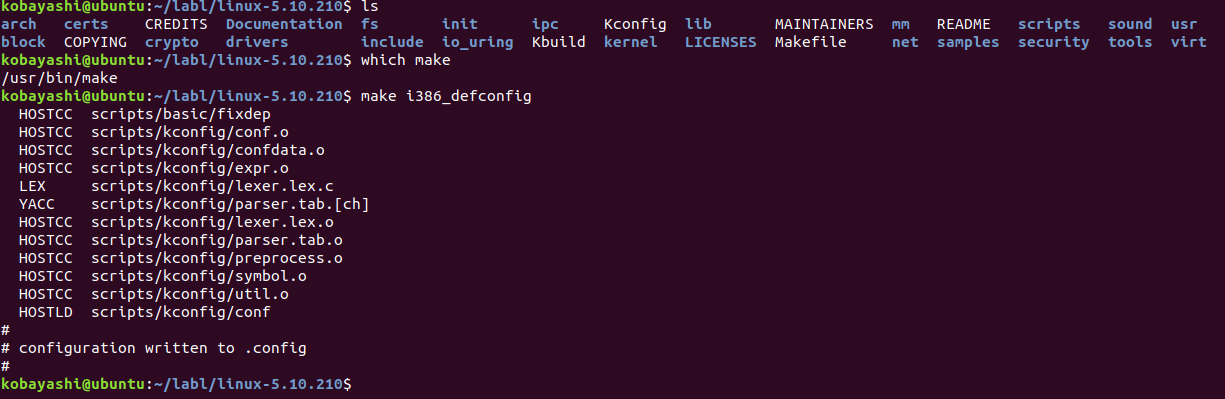 kobayashi@ubuntu:~/labl/linux-5.10.210$ ls
arch certs CREDITS Documentation fs init ipc Kconfig lib MAINTAINERS mm README scripts sound usr
block COPYING crypto drivers include io_uring Kbuild kernel LICENSES Makefile net samples security tools virt
kobayashi@ubuntu:~/labl/linux-5.10.210$ which make
/usr/bin/make
kobayashi@ubuntu:~/labl/linux-5.10.210$ make i386_defconfig
HOSTCC scripts/basic/fixdep
HOSTCC scripts/kconfig/conf.o
HOSTCC scripts/kconfig/confdata.o
HOSTCC scripts/kconfig/expr.o
LEX scripts/kconfig/lexer.lex.c
YACC scripts/kconfig/parser.tab.[ch]
HOSTCC scripts/kconfig/lexer.lex.o
HOSTCC scripts/kconfig/parser.tab.o
HOSTCC scripts/kconfig/preprocess.o
HOSTCC scripts/kconfig/symbol.o
HOSTCC scripts/kconfig/util.o
HOSTLD scripts/kconfig/conf
#
# configuration written to .config
#
kobayashi@ubuntu:~/labl/linux-5.10.210$